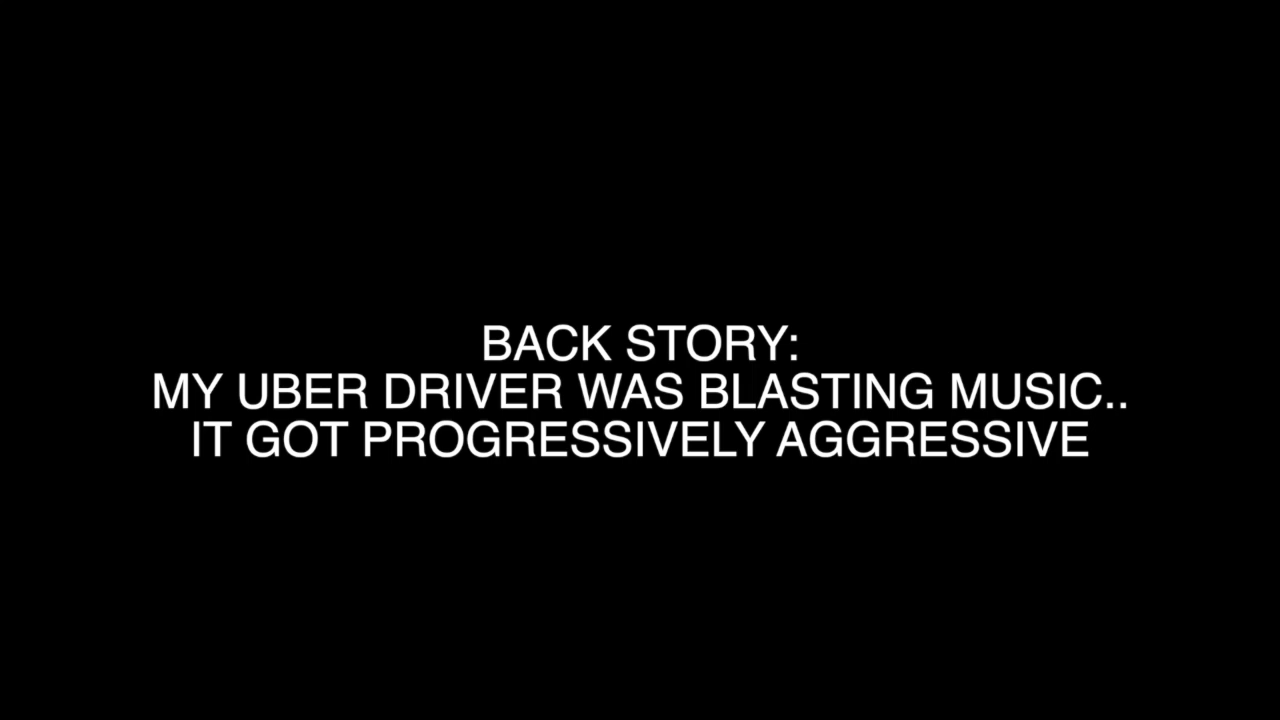 BACK STORY:
MY UBER DRIVER WAS BLASTING MUSIC..
IT GOT PROGRESSIVELY AGGRESSIVE